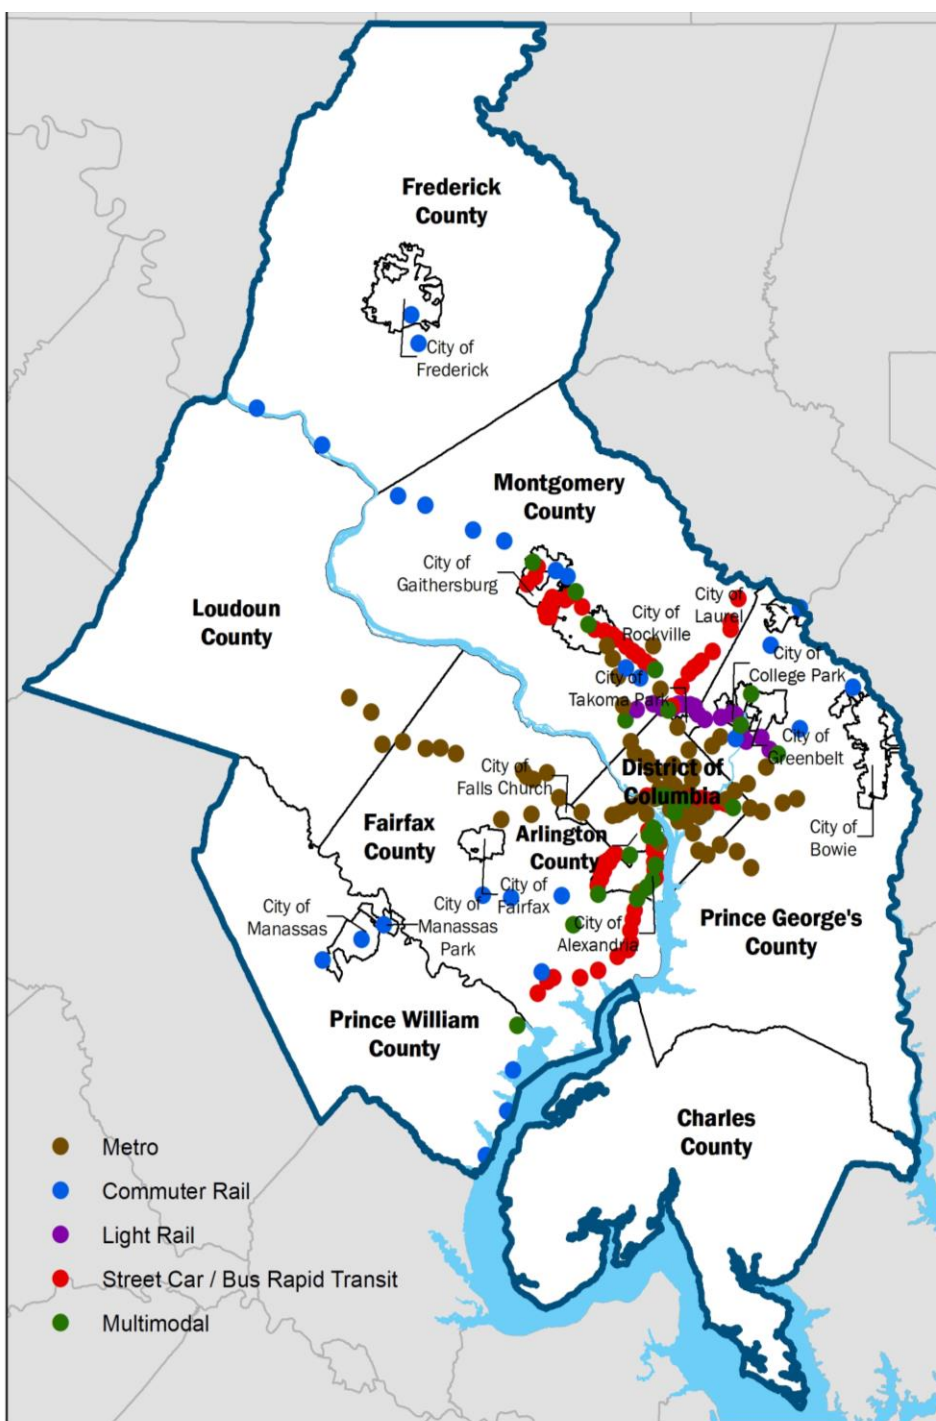 Frederick
County
City of
Frederick
Montgomery
County
City of
Gaithersburg
City of
Laurel
City of
Rockville
Loudoun
County
City of
College Park
City of
Takoma Park
City of
Greenbelt
District of
Columbia
City of
Falls Church
Fairfax
County
Arlington
County
City of
Bowie
City of
Fairfax
City of
Manassas
City of
Manassas
Park
City of
Alexandria
Prince George's
County
Prince William
County
Charles
County
Metro
Commuter Rail
Light Rail
Street Car / Bus Rapid Transit
Multimodal